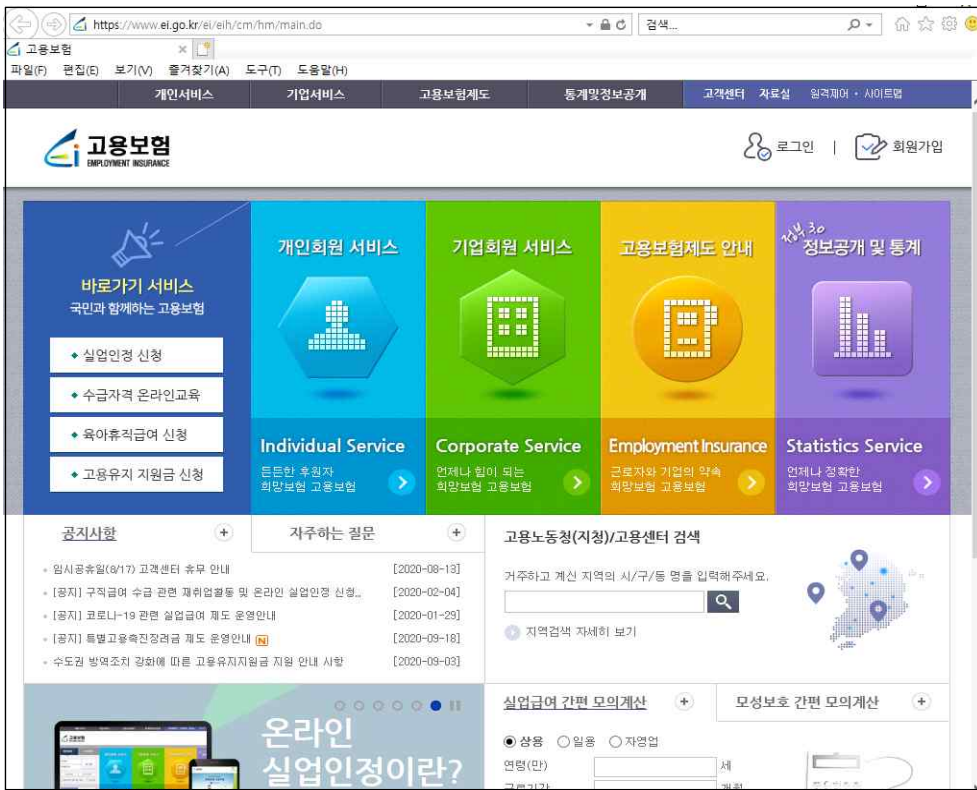 https://www.ei.go.kr/ei/eih/cm/hm/main.do
검색...
고용보험
파일(F) 편집(E) 보기(V) 즐겨찾기(A) 도구(T) 도움말(H)
개인서비스 기업서비스 고용보험제도 통계및정보공개 고객센터 자료실 원격제어 · 사이트맵
고용보험
EMPLOYMENT INSURANCE
로그인 | 회원가입
바로가기 서비스
국민과 함께하는 고용보험
실업인정 신청
수급자격 온라인교육
육아휴직급여 신청
고용유지 지원금 신청
개인회원 서비스
Individual Service
든든한 후원자
희망보험 고용보험
기업회원 서비스
Corporate Service
언제나 힘이 되는
희망보험 고용보험
고용보험제도 안내
Employment Insurance
근로자와 기업의 약속
희망보험 고용보험
정부 3.0
정보공개 및 통계
Statistics Service
언제나 정확한
희망보험 고용보험
공지사항
자주하는 질문
임시공휴일(8/17) 고객센터 휴무 안내 [2020-08-13]
[공지] 구직급여 수급 관련 재취업활동 및 온라인 실업인정 신청.. [2020-02-04]
[공지] 코로나-19 관련 실업급여 제도 운영안내 [2020-01-29]
[공지] 특별고용촉진장려금 제도 운영안내 N [2020-09-18]
수도권 방역조치 강화에 따른 고용유지지원금 지원 안내 사항 [2020-09-03]
고용노동청(지청)/고용센터 검색
거주하고 계신 지역의 시/구/동 명을 입력해주세요.
지역검색 자세히 보기
온라인
실업인정이란?
실업급여 간편 모의계산
모성보호 간편 모의계산
상용 일용 자영업
연령(만) 세
근로기간 개월